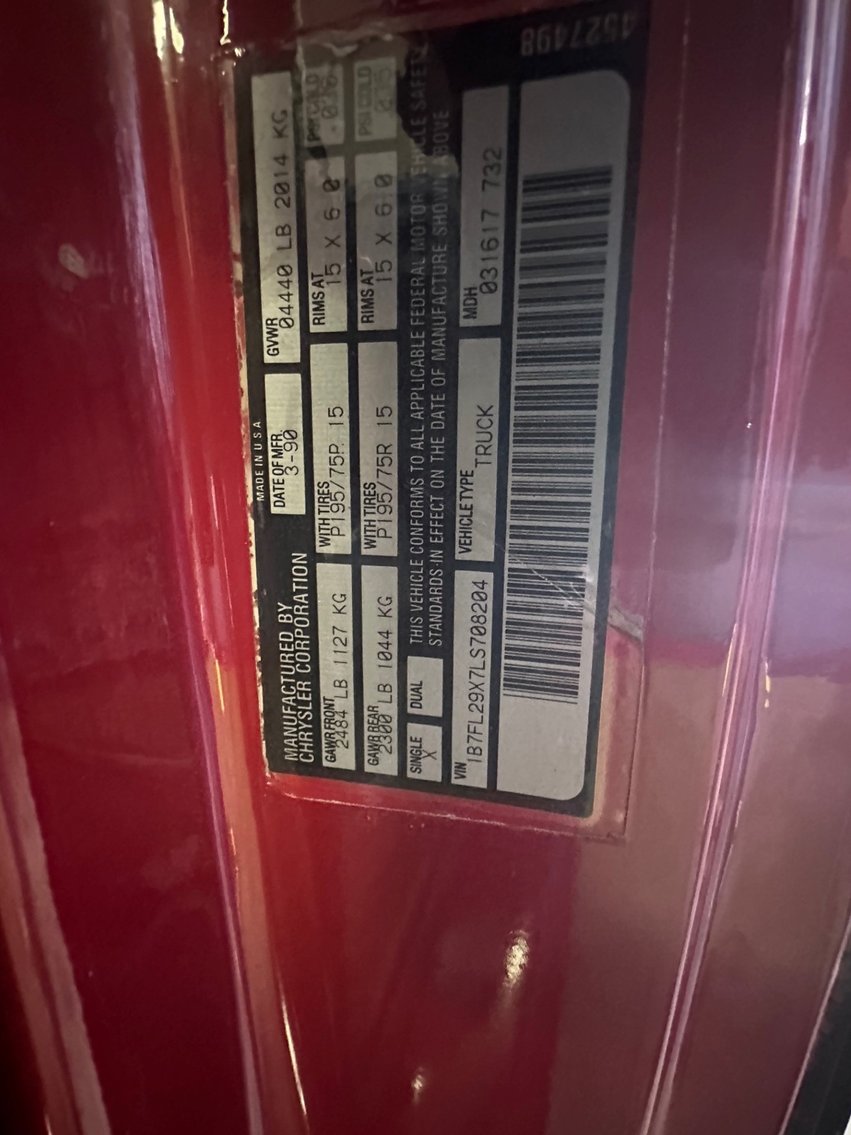 MADE IN U S A
MANUFACTURED BY
CHRYSLER CORPORATION
DATE OF MFR.
3-90
GVWR
04440 LB 2014 KG
GAWR FRONT
2484 LB 1127 KG
WITH TIRES
P195/75R 15
RIMS AT
15 X 6.0
PSI COLD
GAWR REAR
2300 LB 1044 KG
WITH TIRES
P195/75R 15
RIMS AT
15 X 6.0
PSI COLD
SINGLE
X
DUAL
THIS VEHICLE CONFORMS TO ALL APPLICABLE FEDERAL MOTOR VEHICLE SAFETY
STANDARDS IN EFFECT ON THE DATE OF MANUFACTURE SHOWN ABOVE
VIN
1B7FL29X7LS708204
VEHICLE TYPE
TRUCK
MDH
031617 732
4527498